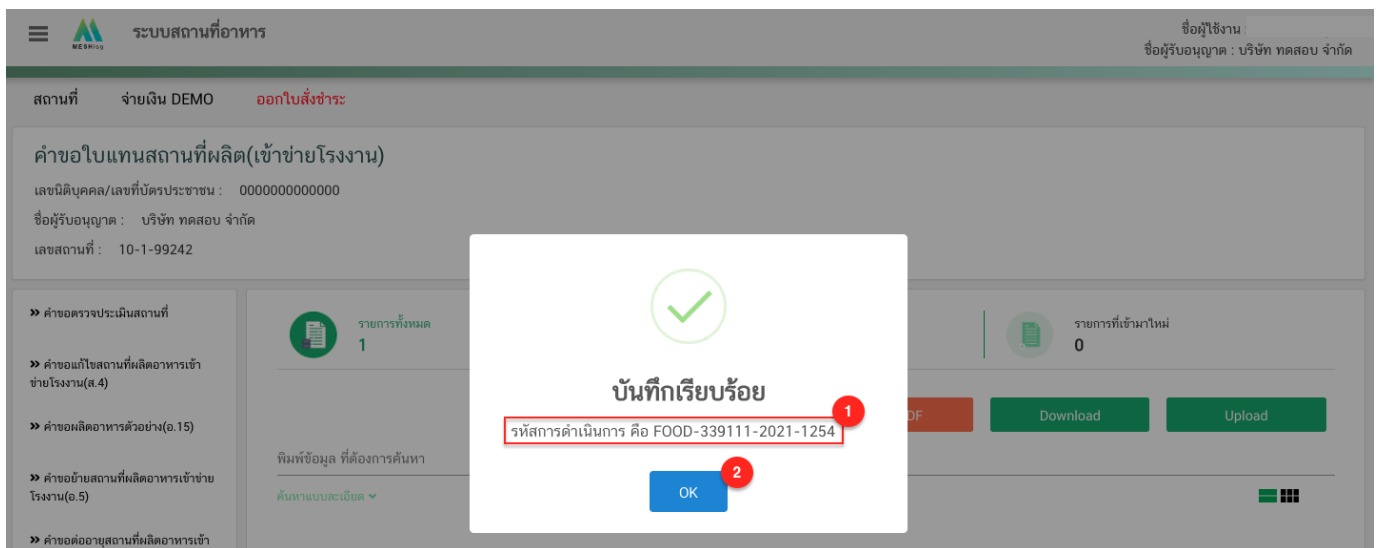 MESHlog
ระบบสถานที่อาหาร
ชื่อผู้ใช้งาน :
ชื่อผู้รับอนุญาต : บริษัท ทดสอบ จำกัด
สถานที่ จ่ายเงิน DEMO ออกใบสั่งชำระ
คำขอใบแทนสถานที่ผลิต(เข้าข่ายโรงงาน)
เลขนิติบุคคล/เลขที่บัตรประชาชน : 0000000000000
ชื่อผู้รับอนุญาต : บริษัท ทดสอบ จำกัด
เลขสถานที่ : 10-1-99242
» คำขอตรวจประเมินสถานที่
» คำขอแก้ไขสถานที่ผลิตอาหารเข้า
ข่ายโรงงาน(ส.4)
» คำขอผลิตอาหารตัวอย่าง(อ.15)
» คำขอย้ายสถานที่ผลิตอาหารเข้าข่าย
โรงงาน(อ.5)
» คำขอต่ออายุสถานที่ผลิตอาหารเข้า
รายการทั้งหมด
1
รายการที่เข้ามาใหม่
0
DF
Download
Upload
พิมพ์ข้อมูล ที่ต้องการค้นหา
ค้นหาแบบละเอียด
บันทึกเรียบร้อย
1
รหัสการดำเนินการ คือ FOOD-339111-2021-1254
2
OK